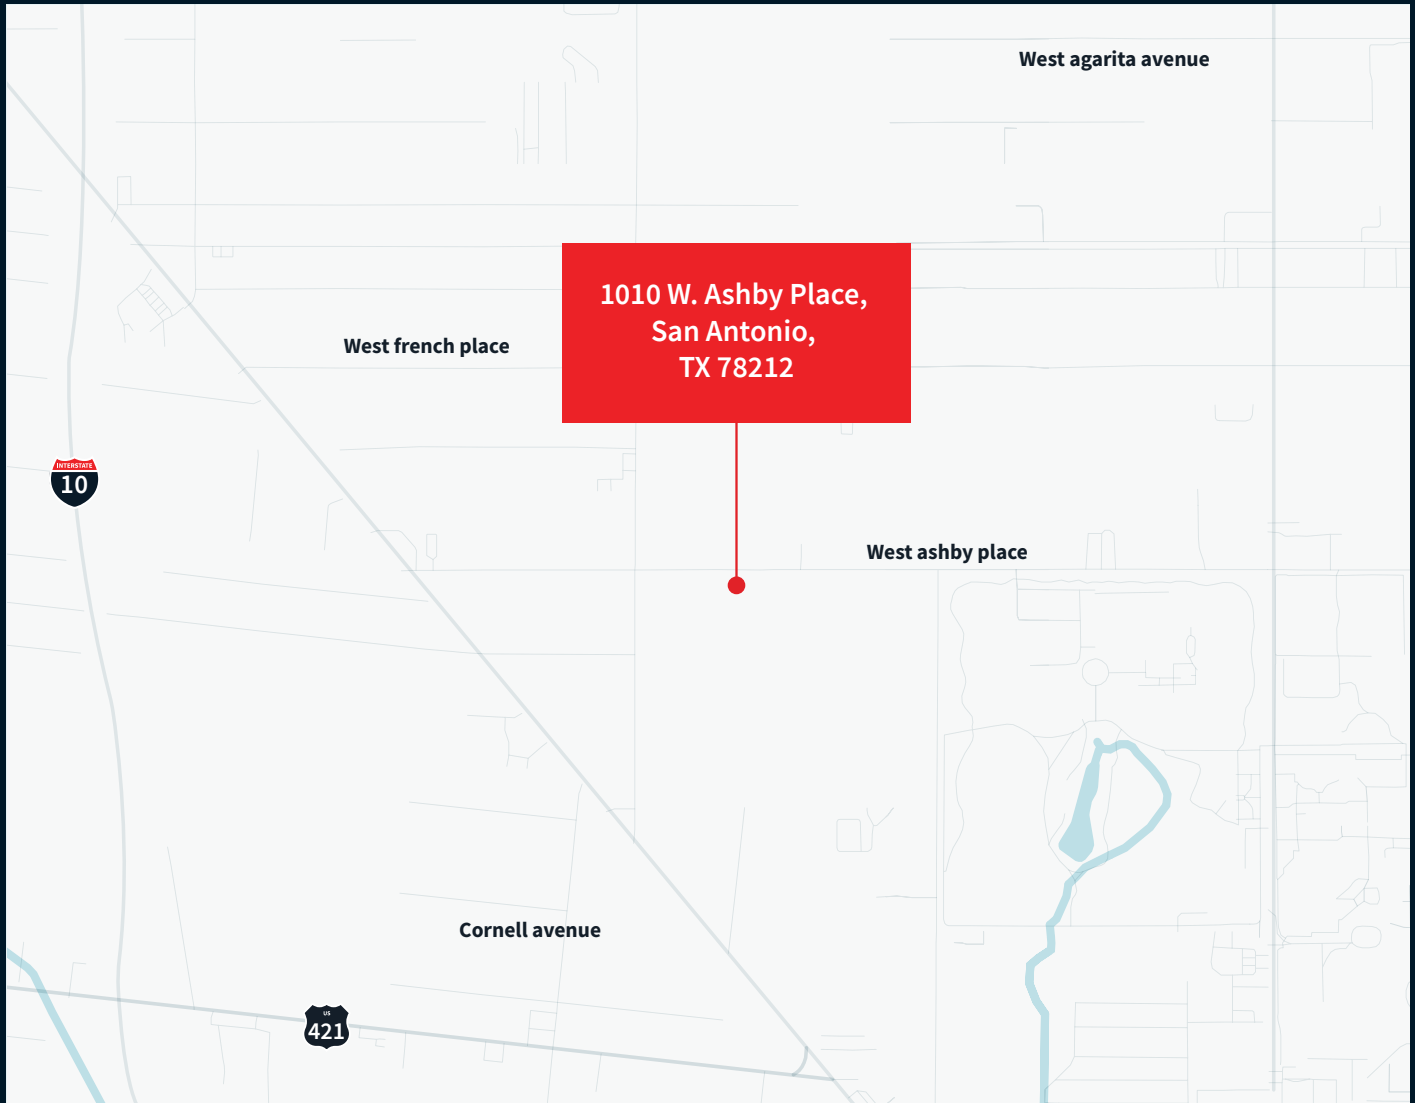 West agarita avenue
1010 W. Ashby Place,
San Antonio,
TX 78212
West french place
INTERSTATE
10
West ashby place
Cornell avenue
US
421